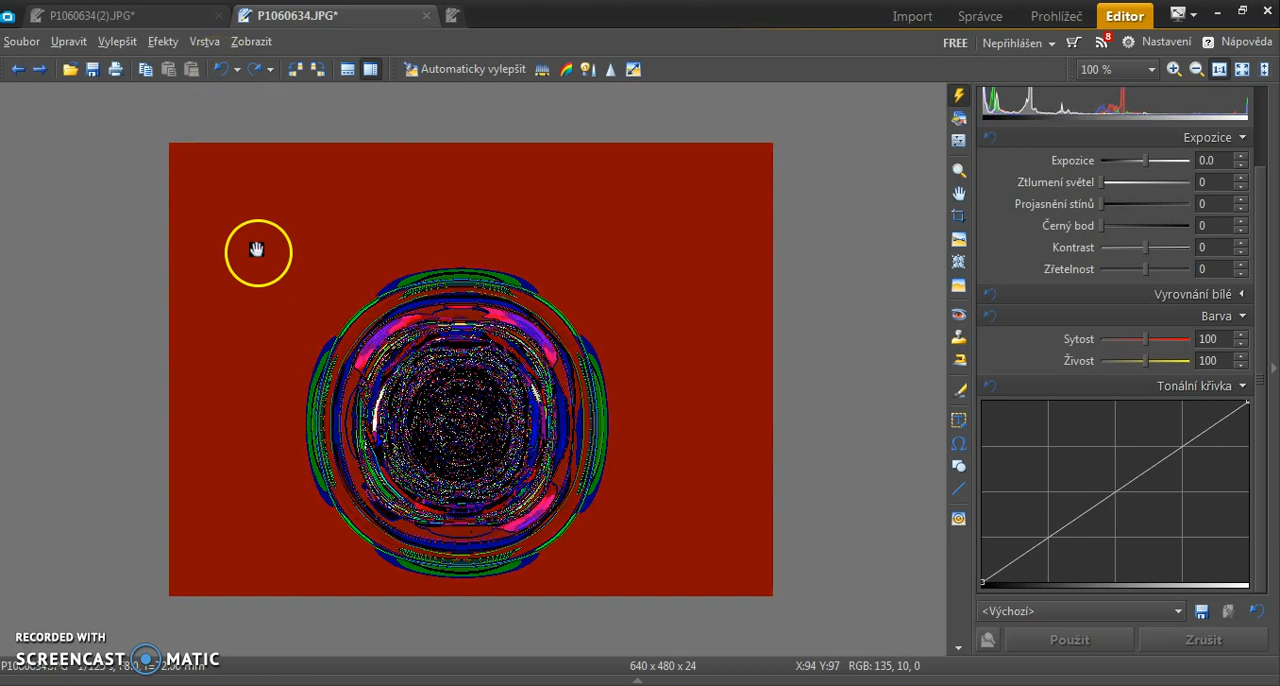 P1060634(2).JPG*
P1060634.JPG*
Import
Správce
Prohlížeč
Editor
Soubor
Upravit
Vylepšit
Efekty
Vrstva
Zobrazit
FREE
Nepřihlášen
8
Nastavení
Nápověda
Automaticky vylepšit
100 %
1:1
Expozice
Expozice 0.0
Ztlumení světel 0
Projasnění stínů 0
Černý bod 0
Kontrast 0
Zřetelnost 0
Vyrovnání bílé
Barva
Sytost 100
Živost 100
Tonální křivka
<Výchozí>
Použít
Zrušit
RECORDED WITH
SCREENCAST MATIC
640 x 480 x 24
X:94 Y:97
RGB: 135, 10, 0